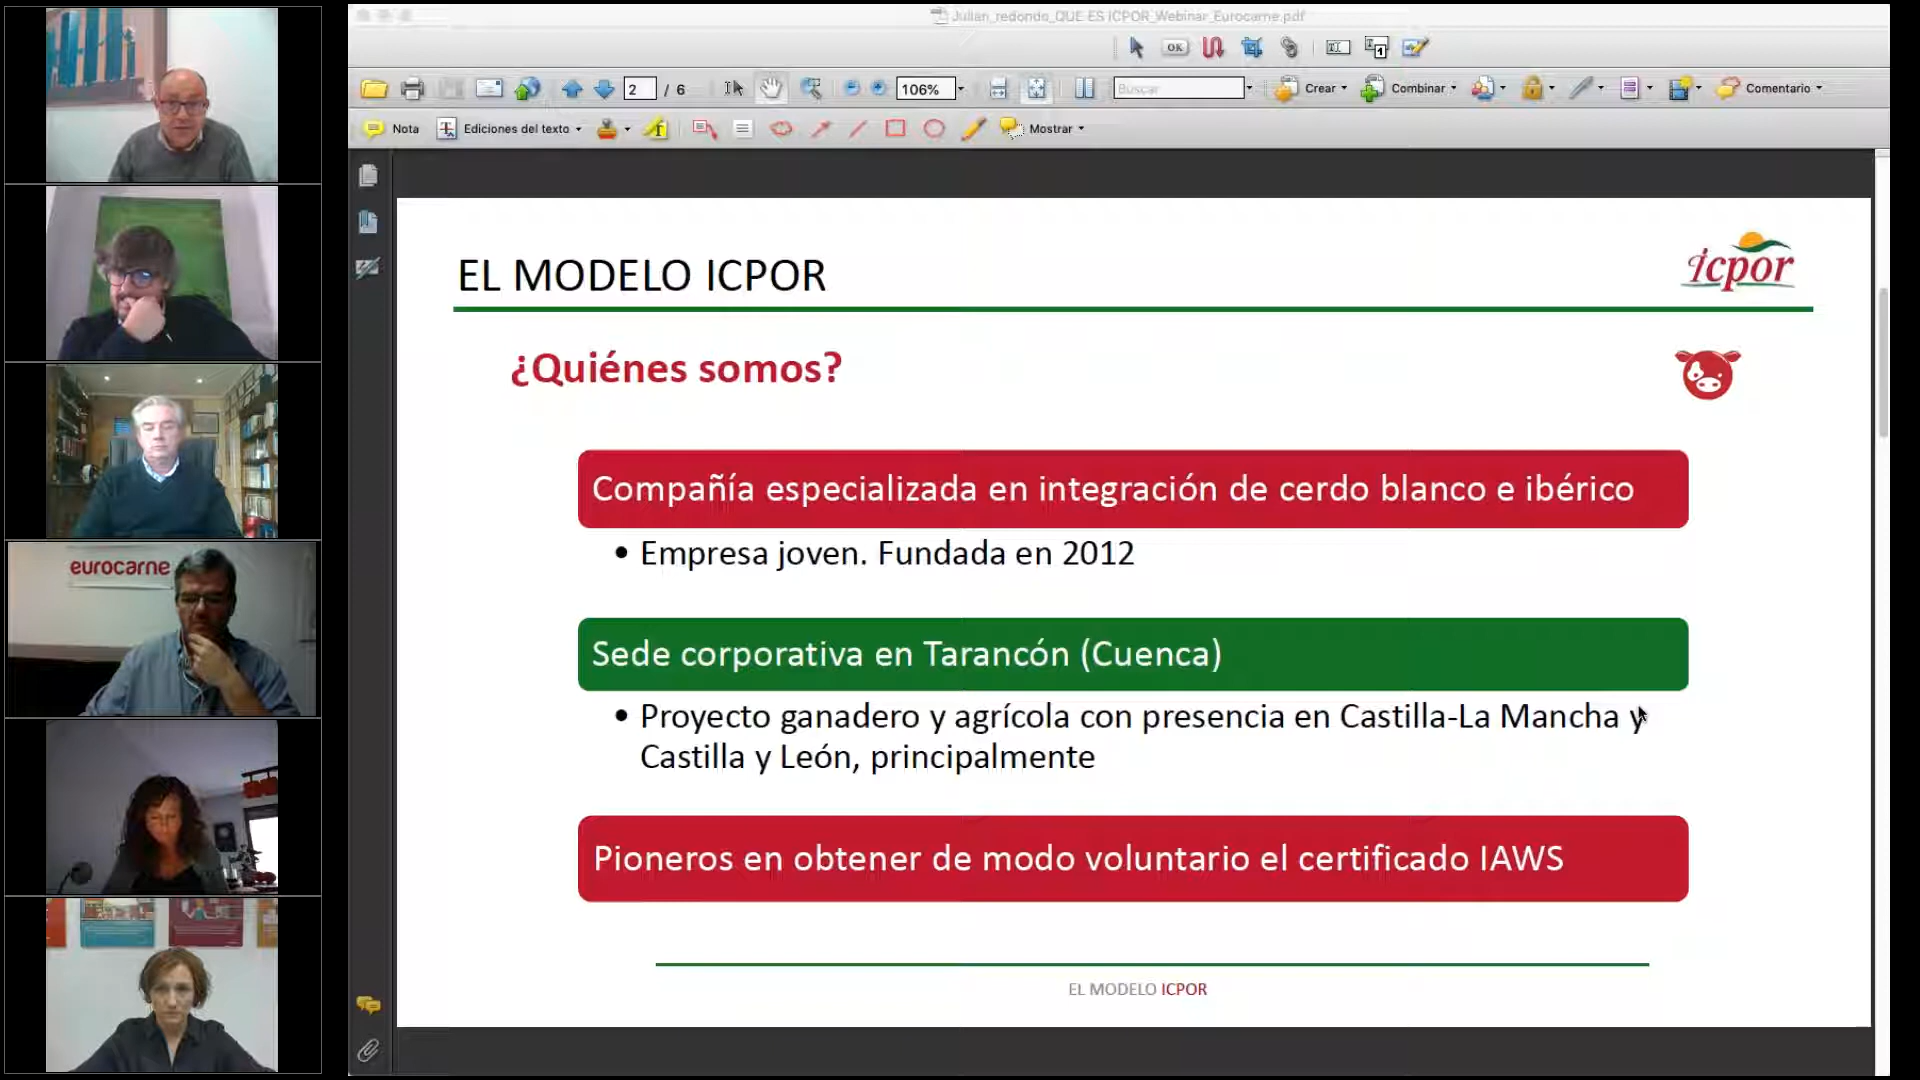 Julian_redondo_QUE ES ICPOR_Webinar_Eurocarne.pdf
OK
2 / 6
106%
Buscar
Crear
Combinar
Comentario
Nota
Ediciones del texto
Mostrar
eurocarne
EL MODELO ICPOR
icpor
¿Quiénes somos?
Compañía especializada en integración de cerdo blanco e ibérico
• Empresa joven. Fundada en 2012
Sede corporativa en Tarancón (Cuenca)
• Proyecto ganadero y agrícola con presencia en Castilla-La Mancha y
Castilla y León, principalmente
Pioneros en obtener de modo voluntario el certificado IAWS
EL MODELO ICPOR